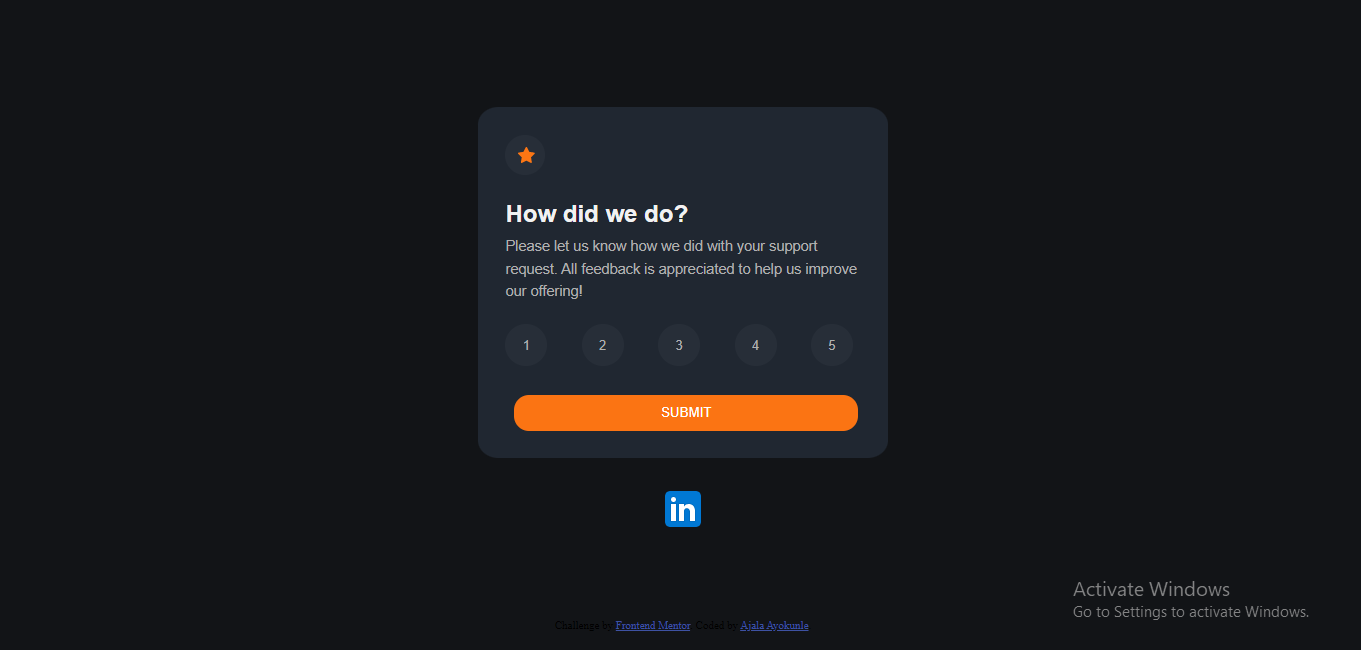 How did we do?
Please let us know how we did with your support
request. All feedback is appreciated to help us improve
our offering!
1 2 3 4 5
SUBMIT
in
Activate Windows
Go to Settings to activate Windows.
Challenge by Frontend Mentor. Coded by Ajala Ayokunle